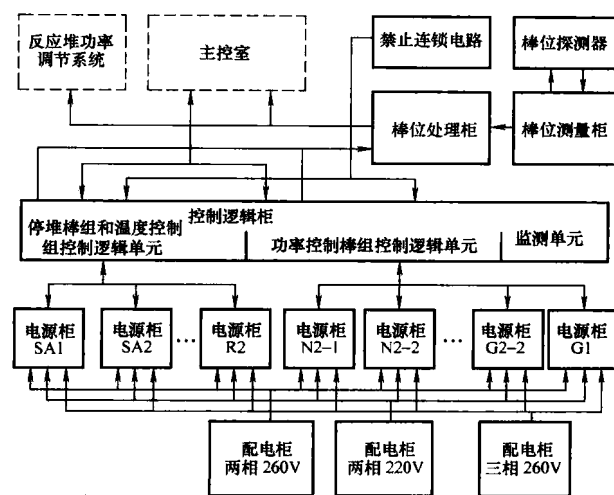 反应堆功率
调节系统
主控室
禁止连锁电路
棒位探测器
棒位处理柜
棒位测量柜
控制逻辑柜
停堆棒组和温度控制
组控制逻辑单元
功率控制棒组控制逻辑单元
监测单元
电源柜
SA1
电源柜
SA2
…
电源柜
R2
电源柜
N2-1
电源柜
N2-2
…
电源柜
G2-2
电源柜
G1
配电柜
两相 260V
配电柜
两相 220V
配电柜
三相 260V